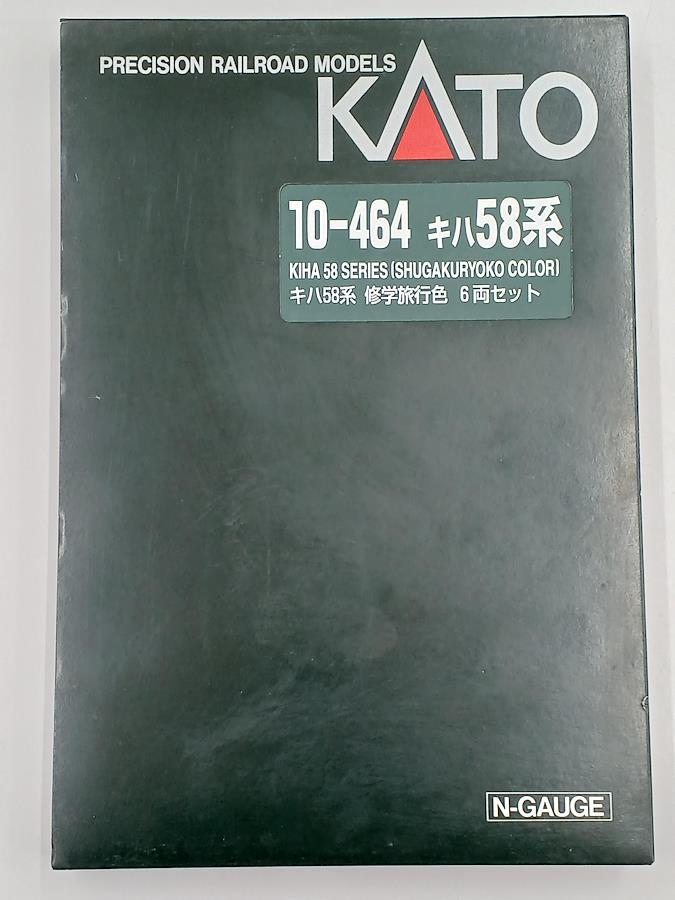 PRECISION RAILROAD MODELS
KATO
10-464 キハ58系
KIHA 58 SERIES (SHUGAKURYOKO COLOR)
キハ58系 修学旅行色 6両セット
N-GAUGE